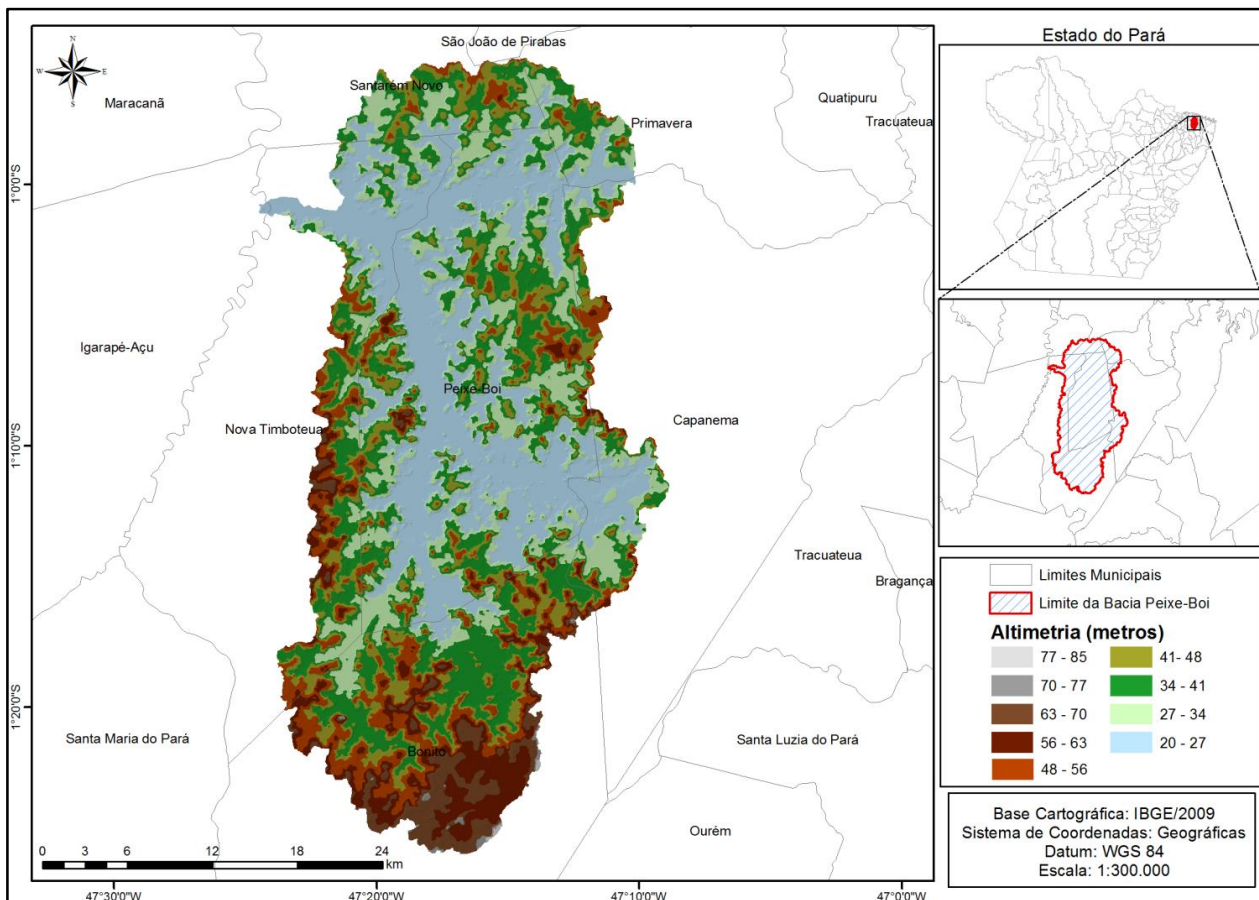 N
W
E
S
São João de Pirabas
Santarém Novo
Maracanã
Quatipuru
Tracuateua
Primavera
Igarapé-Açu
Peixe-Boi
Nova Timboteua
Capanema
Tracuateua
Bragança
Santa Maria do Pará
Bonito
Santa Luzia do Pará
Ourém
1°0'0"S
1°10'0"S
1°20'0"S
0 3 6 12 18 24
km
47°30'0"W
47°20'0"W
47°10'0"W
47°0'0"W
Estado do Pará
Limites Municipais
Limite da Bacia Peixe-Boi
Altimetria (metros)
77 - 85
70 - 77
63 - 70
56 - 63
48 - 56
41 - 48
34 - 41
27 - 34
20 - 27
Base Cartográfica: IBGE/2009
Sistema de Coordenadas: Geográficas
Datum: WGS 84
Escala: 1:300.000